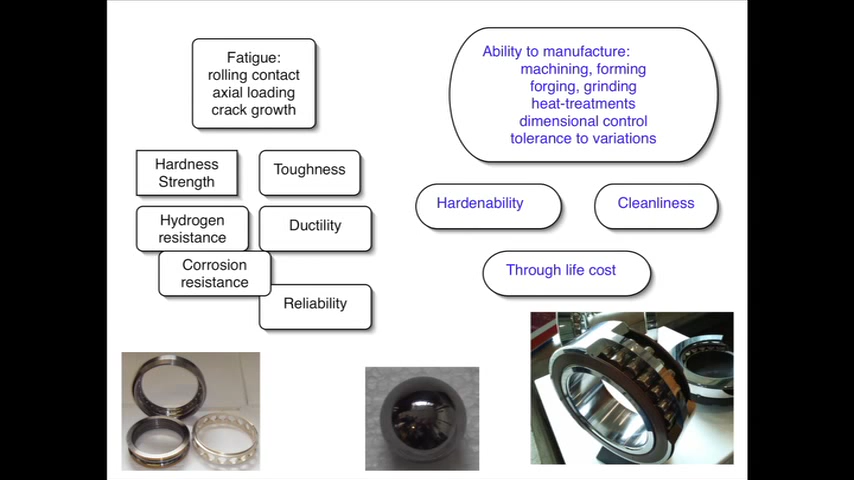 Fatigue:
rolling contact
axial loading
crack growth
Hardness
Strength
Toughness
Hydrogen
resistance
Ductility
Corrosion
resistance
Reliability
Ability to manufacture:
machining, forming
forging, grinding
heat-treatments
dimensional control
tolerance to variations
Hardenability
Cleanliness
Through life cost